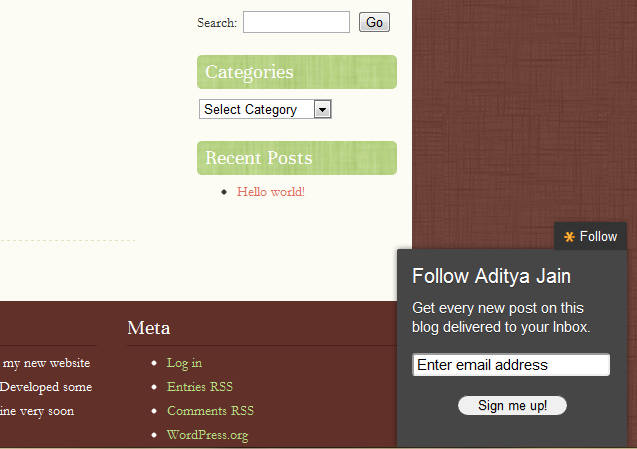 Search:
Go
Categories
Select Category
Recent Posts
Hello world!
Follow
Follow Aditya Jain
Get every new post on this
blog delivered to your Inbox.
Enter email address
Sign me up!
my new website
Developed some
ine very soon
Meta
Log in
Entries RSS
Comments RSS
WordPress.org